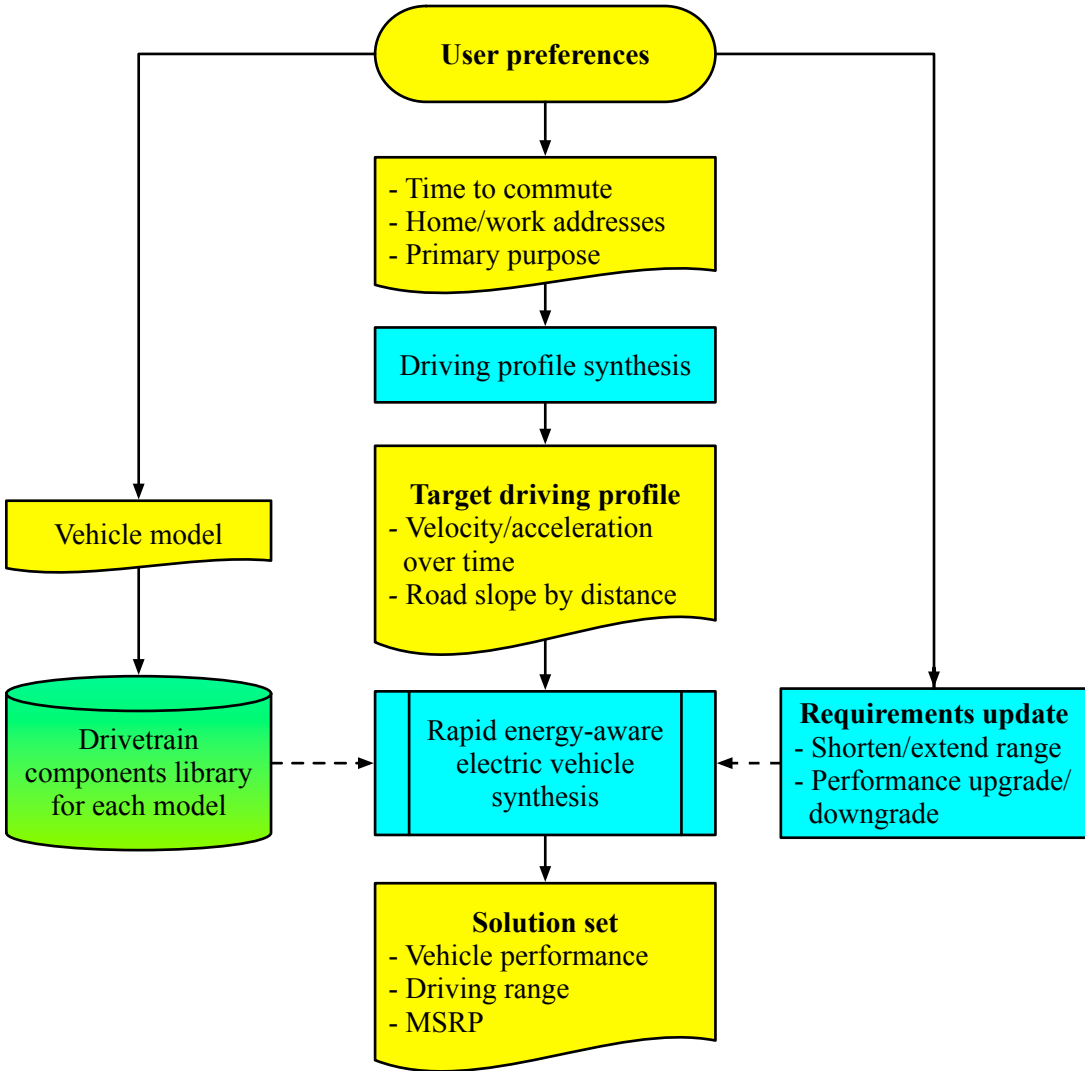 User preferences
- Time to commute
- Home/work addresses
- Primary purpose
Driving profile synthesis
Target driving profile
- Velocity/acceleration
over time
- Road slope by distance
Vehicle model
Drivetrain
components library
for each model
Rapid energy-aware
electric vehicle
synthesis
Requirements update
- Shorten/extend range
- Performance upgrade/
downgrade
Solution set
- Vehicle performance
- Driving range
- MSRP